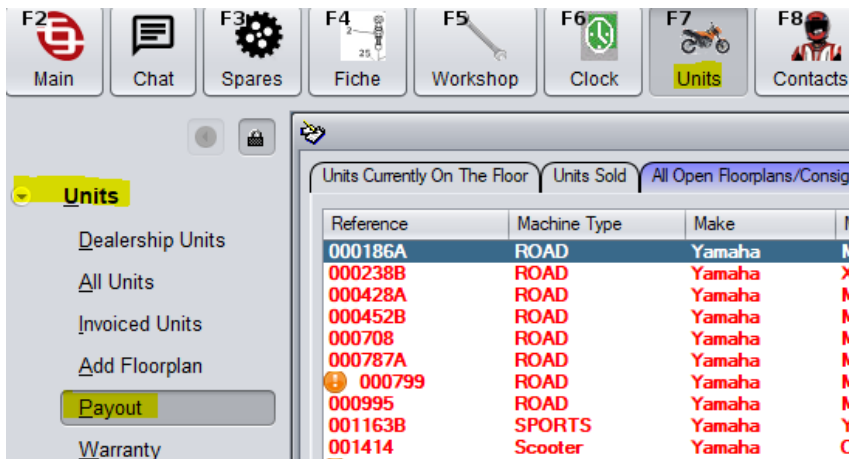 F2 F3 F4 F5 F6 F7 F8
2
25
Main Chat Spares Fiche Workshop Clock Units Contacts
Units Currently On The Floor Units Sold All Open Floorplans/Consig
Units
Dealership Units
All Units
Invoiced Units
Add Floorplan
Payout
Warranty
Reference Machine Type Make
000186A ROAD Yamaha
000238B ROAD Yamaha
000428A ROAD Yamaha
000452B ROAD Yamaha
000708 ROAD Yamaha
000787A ROAD Yamaha
000799 ROAD Yamaha
000995 ROAD Yamaha
001163B SPORTS Yamaha
001414 Scooter Yamaha